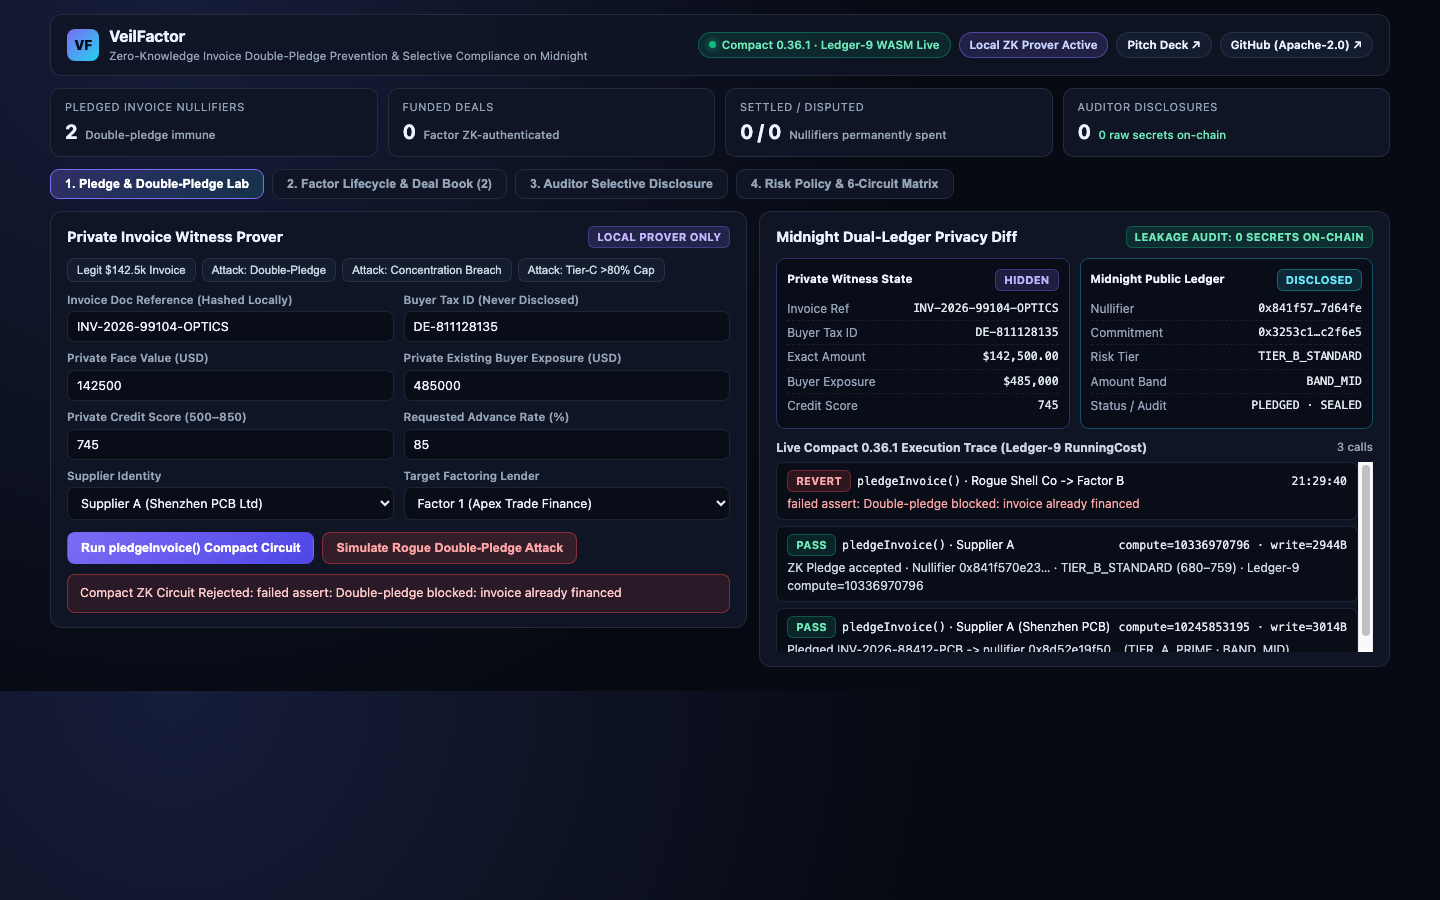 VF
VeilFactor
Zero-Knowledge Invoice Double-Pledge Prevention & Selective Compliance on Midnight
Compact 0.36.1 · Ledger-9 WASM Live
Local ZK Prover Active
Pitch Deck ↗
GitHub (Apache-2.0) ↗
PLEDGED INVOICE NULLIFIERS
2 Double-pledge immune
FUNDED DEALS
0 Factor ZK-authenticated
SETTLED / DISPUTED
0 / 0 Nullifiers permanently spent
AUDITOR DISCLOSURES
0 0 raw secrets on-chain
1. Pledge & Double-Pledge Lab
2. Factor Lifecycle & Deal Book (2)
3. Auditor Selective Disclosure
4. Risk Policy & 6-Circuit Matrix
Private Invoice Witness Prover
LOCAL PROVER ONLY
Legit $142.5k Invoice
Attack: Double-Pledge
Attack: Concentration Breach
Attack: Tier-C >80% Cap
Invoice Doc Reference (Hashed Locally)
Buyer Tax ID (Never Disclosed)
INV-2026-99104-OPTICS
DE-811128135
Private Face Value (USD)
Private Existing Buyer Exposure (USD)
142500
485000
Private Credit Score (500–850)
Requested Advance Rate (%)
745
85
Supplier Identity
Target Factoring Lender
Supplier A (Shenzhen PCB Ltd)
Factor 1 (Apex Trade Finance)
Run pledgeInvoice() Compact Circuit
Simulate Rogue Double-Pledge Attack
Compact ZK Circuit Rejected: failed assert: Double-pledge blocked: invoice already financed
Midnight Dual-Ledger Privacy Diff
LEAKAGE AUDIT: 0 SECRETS ON-CHAIN
Private Witness State
HIDDEN
Invoice Ref INV-2026-99104-OPTICS
Buyer Tax ID DE-811128135
Exact Amount $142,500.00
Buyer Exposure $485,000
Credit Score 745
Midnight Public Ledger
DISCLOSED
Nullifier 0x841f57…7d64fe
Commitment 0x3253c1…c2f6e5
Risk Tier TIER_B_STANDARD
Amount Band BAND_MID
Status / Audit PLEDGED · SEALED
Live Compact 0.36.1 Execution Trace (Ledger-9 RunningCost)
3 calls
REVERT pledgeInvoice() · Rogue Shell Co -> Factor B 21:29:40
failed assert: Double-pledge blocked: invoice already financed
PASS pledgeInvoice() · Supplier A compute=10336970796 · write=2944B
ZK Pledge accepted · Nullifier 0x841f570e23… · TIER_B_STANDARD (680–759) · Ledger-9
compute=10336970796
PASS pledgeInvoice() · Supplier A (Shenzhen PCB) compute=10245853195 · write=3014B
Pledged INV-2026-88412-PCB -> nullifier 0x8d52e19f50… (TIER_A_PRIME · BAND_MID)